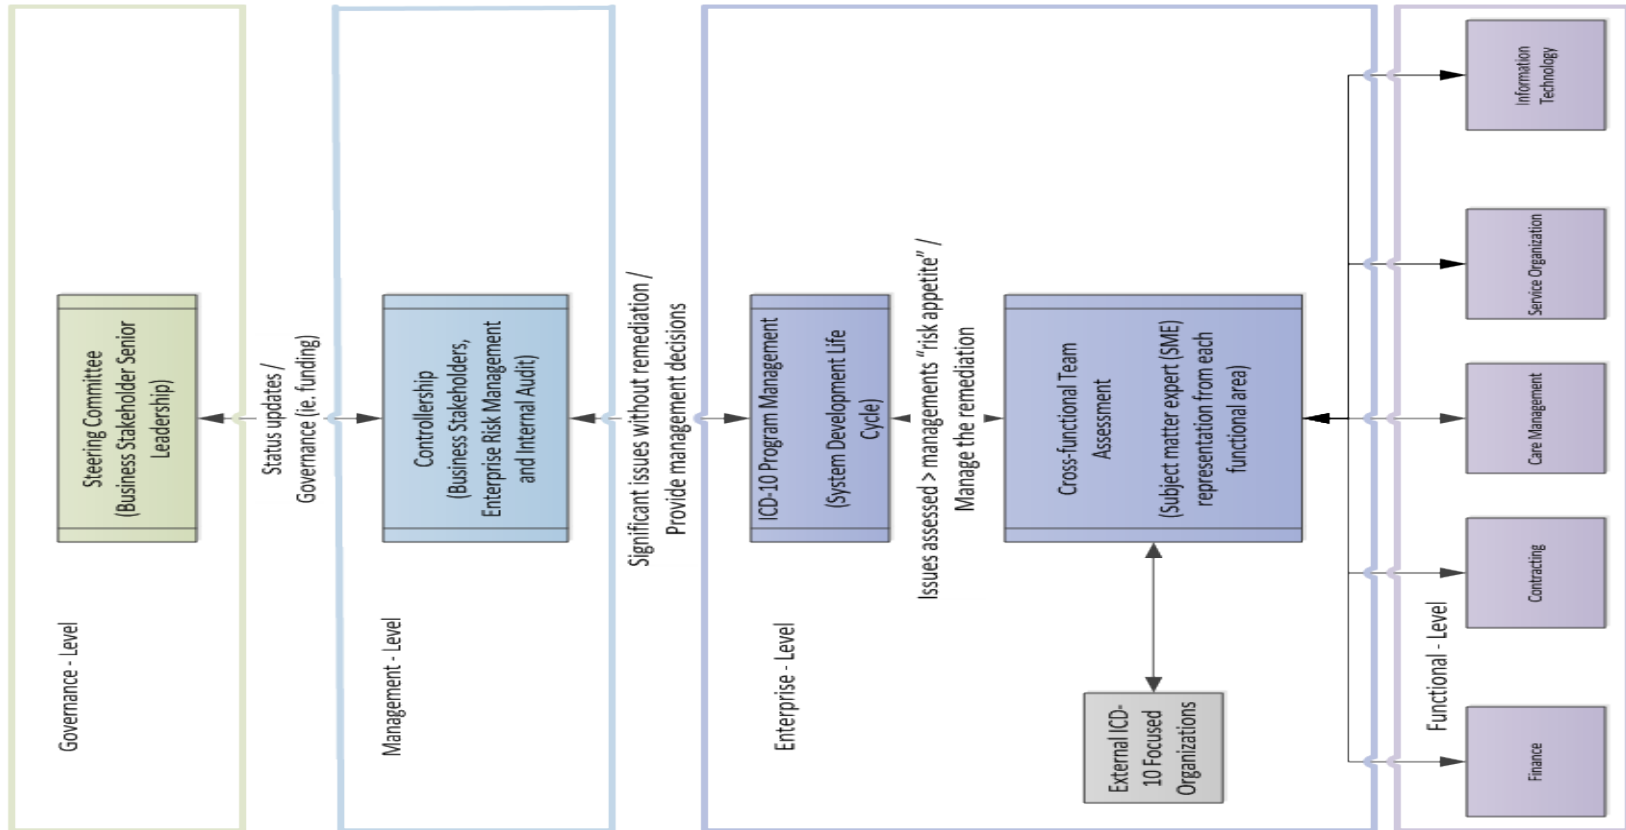 Governance - Level
Steering Committee
(Business Stakeholder Senior
Leadership)
Status updates /
Governance (ie. funding)
Management - Level
Controllership
(Business Stakeholders,
Enterprise Risk Management
and Internal Audit)
Significant issues without remediation /
Provide management decisions
Enterprise - Level
ICD-10 Program Management
(System Development Life
Cycle)
Issues assessed > managements “risk appetite” /
Manage the remediation
External ICD-
10 Focused
Organizations
Cross-functional Team
Assessment
(Subject matter expert (SME)
representation from each
functional area)
Functional - Level
Finance
Contracting
Care Management
Service Organization
Information
Technology